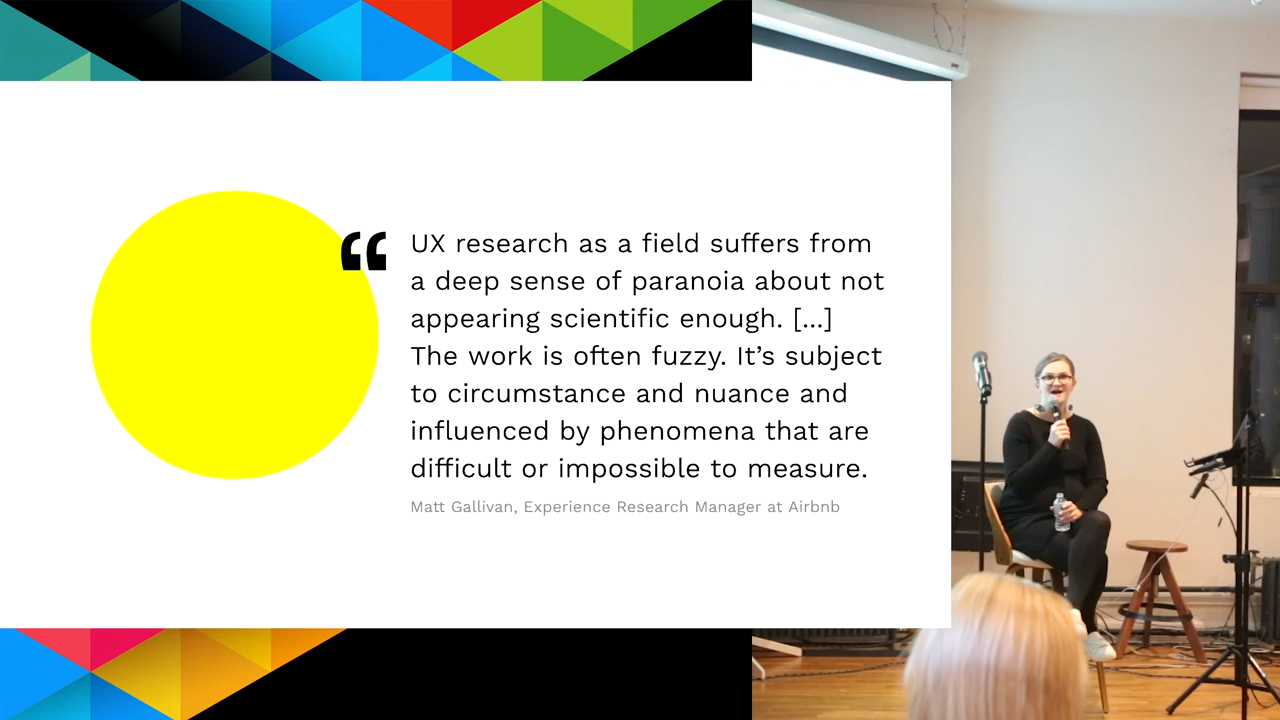 “ UX research as a field suffers from
a deep sense of paranoia about not
appearing scientific enough. [...]
The work is often fuzzy. It’s subject
to circumstance and nuance and
influenced by phenomena that are
difficult or impossible to measure.
Matt Gallivan, Experience Research Manager at Airbnb